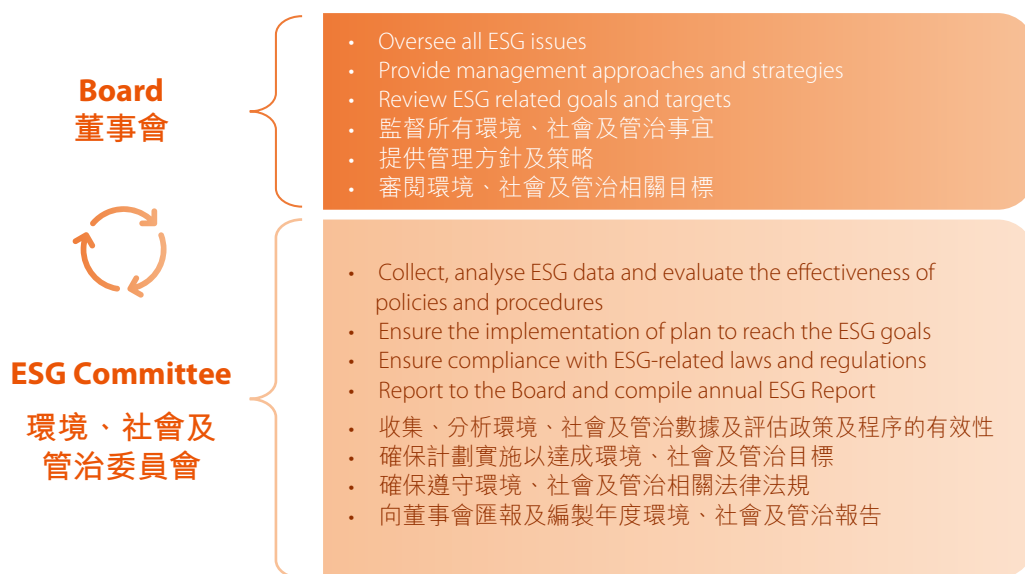 Board
董事會
• Oversee all ESG issues
• Provide management approaches and strategies
• Review ESG related goals and targets
• 監督所有環境、社會及管治事宜
• 提供管理方針及策略
• 審閱環境、社會及管治相關目標
ESG Committee
環境、社會及
管治委員會
• Collect, analyse ESG data and evaluate the effectiveness of
policies and procedures
• Ensure the implementation of plan to reach the ESG goals
• Ensure compliance with ESG-related laws and regulations
• Report to the Board and compile annual ESG Report
• 收集、分析環境、社會及管治數據及評估政策及程序的有效性
• 確保計劃實施以達成環境、社會及管治目標
• 確保遵守環境、社會及管治相關法律法規
• 向董事會匯報及編製年度環境、社會及管治報告